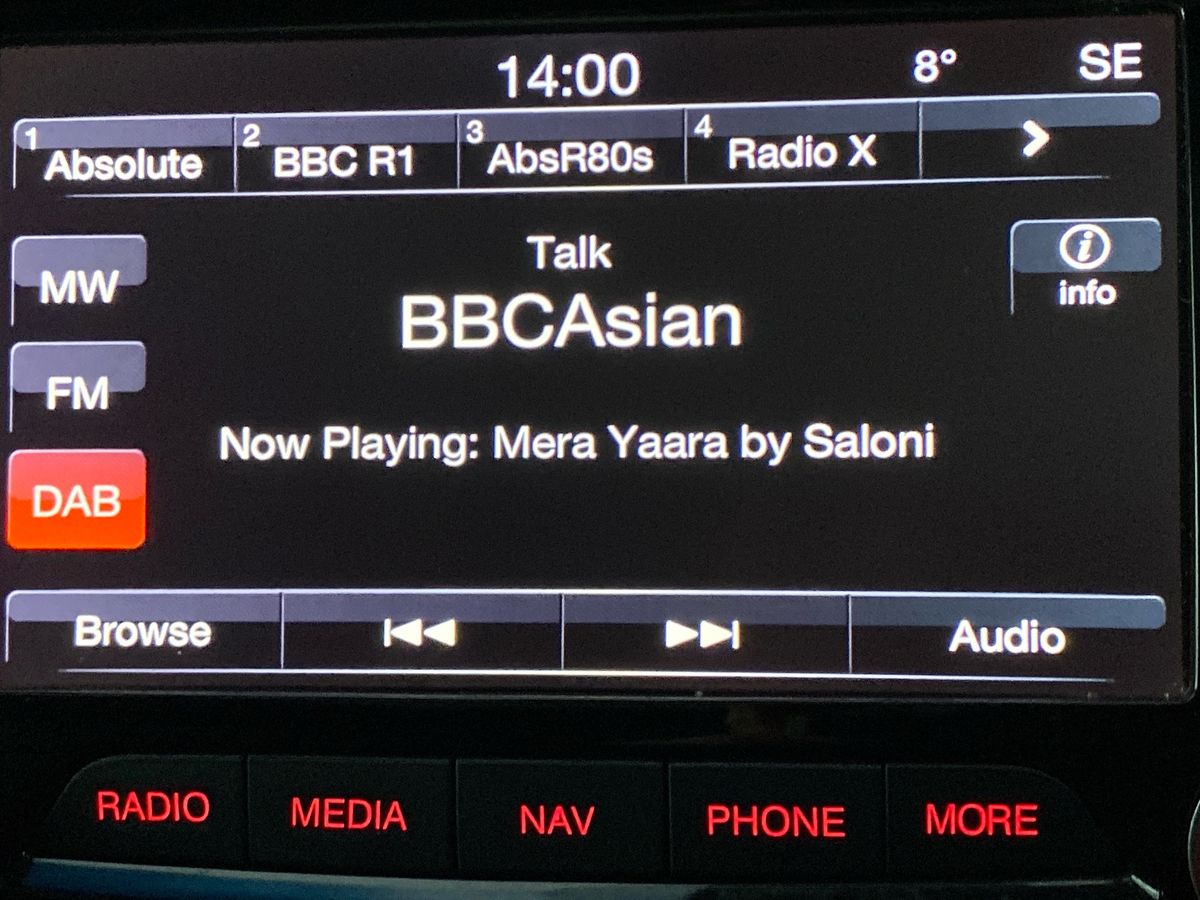 14:00 8° SE
1 Absolute 2 BBC R1 3 AbsR80s 4 Radio X
Talk
info
MW
BBCAsian
FM
Now Playing: Mera Yaara by Saloni
DAB
Browse Audio
RADIO MEDIA NAV PHONE MORE